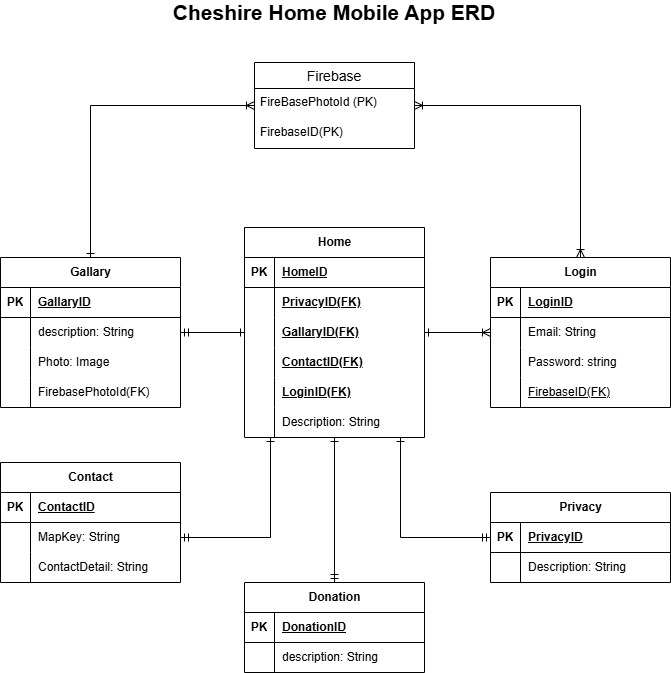 Cheshire Home Mobile App ERD
Firebase
FireBasePhotoId (PK)
FirebaseID(PK)
Home
PK HomeID
PrivacyID(FK)
GallaryID(FK)
ContactID(FK)
LoginID(FK)
Description: String
Gallary
PK GallaryID
description: String
Photo: Image
FirebasePhotoId(FK)
Login
PK LoginID
Email: String
Password: string
FirebaseID(FK)
Contact
PK ContactID
MapKey: String
ContactDetail: String
Privacy
PK PrivacyID
Description: String
Donation
PK DonationID
description: String